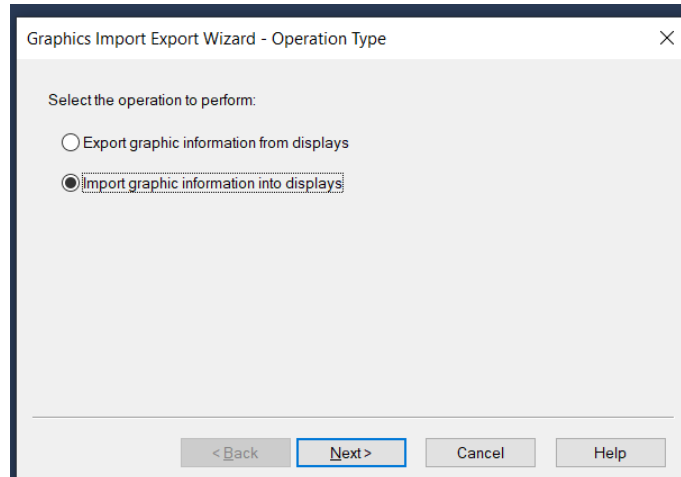 Graphics Import Export Wizard - Operation Type
Select the operation to perform:
Export graphic information from displays
Import graphic information into displays
< Back Next > Cancel Help